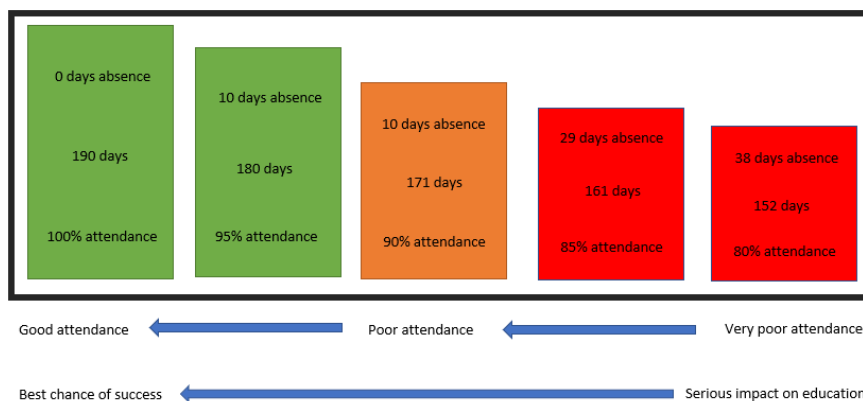 0 days absence
190 days
100% attendance
10 days absence
180 days
95% attendance
10 days absence
171 days
90% attendance
29 days absence
161 days
85% attendance
38 days absence
152 days
80% attendance
Good attendance
Poor attendance
Very poor attendance
Best chance of success
Serious impact on education